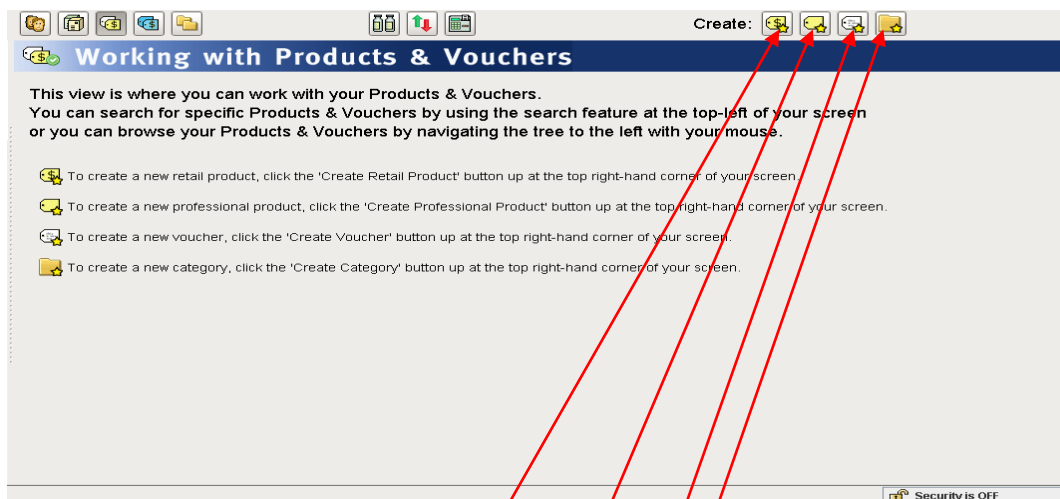 Create:
Working with Products & Vouchers
This view is where you can work with your Products & Vouchers.
You can search for specific Products & Vouchers by using the search feature at the top-left of your screen
or you can browse your Products & Vouchers by navigating the tree to the left with your mouse.
To create a new retail product, click the 'Create Retail Product' button up at the top right-hand corner of your screen.
To create a new professional product, click the 'Create Professional Product' button up at the top right-hand corner of your screen.
To create a new voucher, click the 'Create Voucher' button up at the top right-hand corner of your screen.
To create a new category, click the 'Create Category' button up at the top right-hand corner of your screen.
Security is OFF